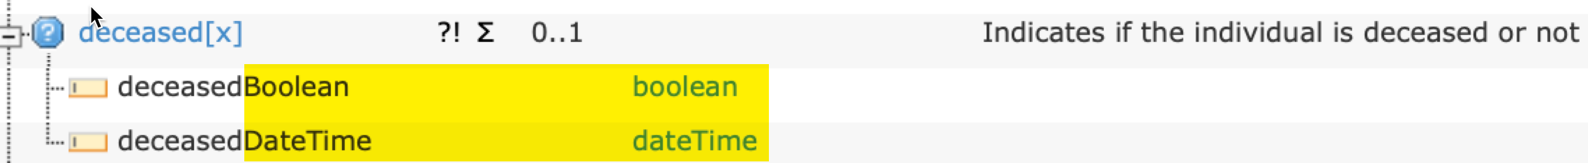 deceased[x] ?! Σ 0..1 Indicates if the individual is deceased or not
deceasedBoolean boolean
deceasedDateTime dateTime